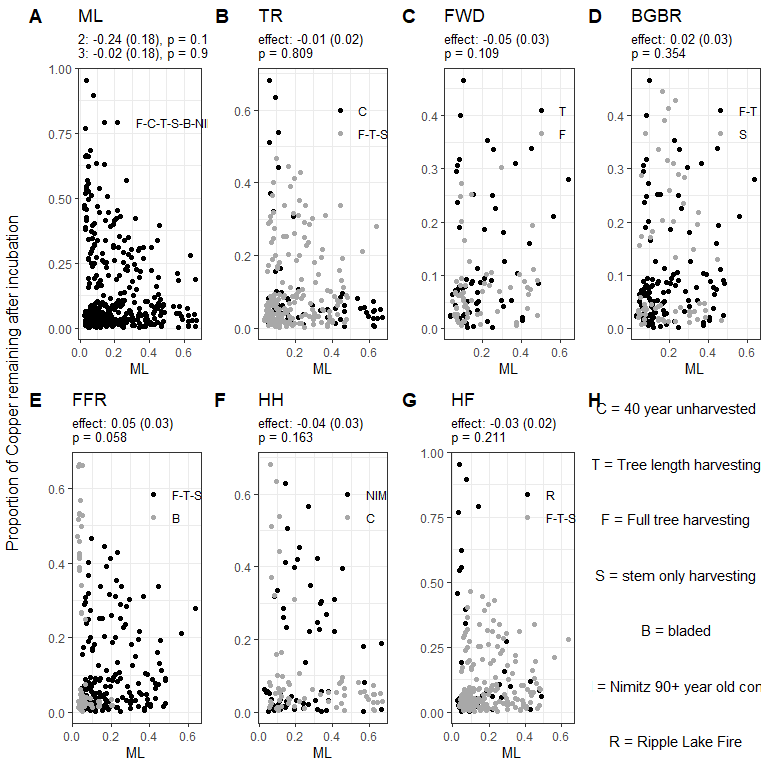 A ML
2: -0.24 (0.18), p = 0.1
3: -0.02 (0.18), p = 0.9
1.00
0.75
0.50
0.25
0.00
F-C-T-S-B-NI
0.0 0.2 0.4 0.6
ML
B TR
effect: -0.01 (0.02)
p = 0.809
0.6
0.4
0.2
0.0
C
F-T-S
0.0 0.2 0.4 0.6
ML
C FWD
effect: -0.05 (0.03)
p = 0.109
0.4
0.3
0.2
0.1
0.0
T
F
0.2 0.4 0.6
ML
D BGBR
effect: 0.02 (0.03)
p = 0.354
0.4
0.3
0.2
0.1
0.0
F-T
S
0.2 0.4 0.6
ML
Proportion of Copper remaining after incubation
E FFR
effect: 0.05 (0.03)
p = 0.058
0.6
0.4
0.2
0.0
F-T-S
B
0.0 0.2 0.4 0.6
ML
F HH
effect: -0.04 (0.03)
p = 0.163
0.6
0.4
0.2
0.0
NIM
C
0.0 0.2 0.4 0.6
ML
G HF
effect: -0.03 (0.02)
p = 0.211
1.00
0.75
0.50
0.25
0.00
R
F-T-S
0.0 0.2 0.4 0.6
ML
H
C = 40 year unharvested
T = Tree length harvesting
F = Full tree harvesting
S = stem only harvesting
B = bladed
= Nimitz 90+ year old con
R = Ripple Lake Fire